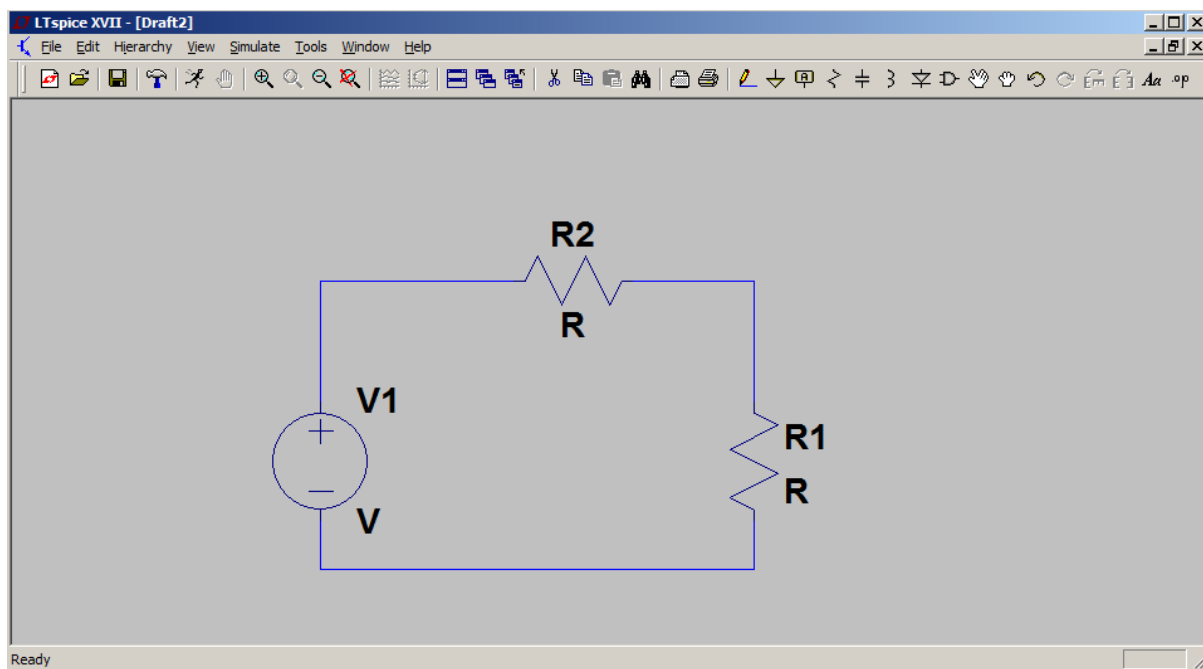 LTspice XVII - [Draft2]
File Edit Hierarchy View Simulate Tools Window Help
A Aa .op
R2
R
V1
V
R1
R
Ready